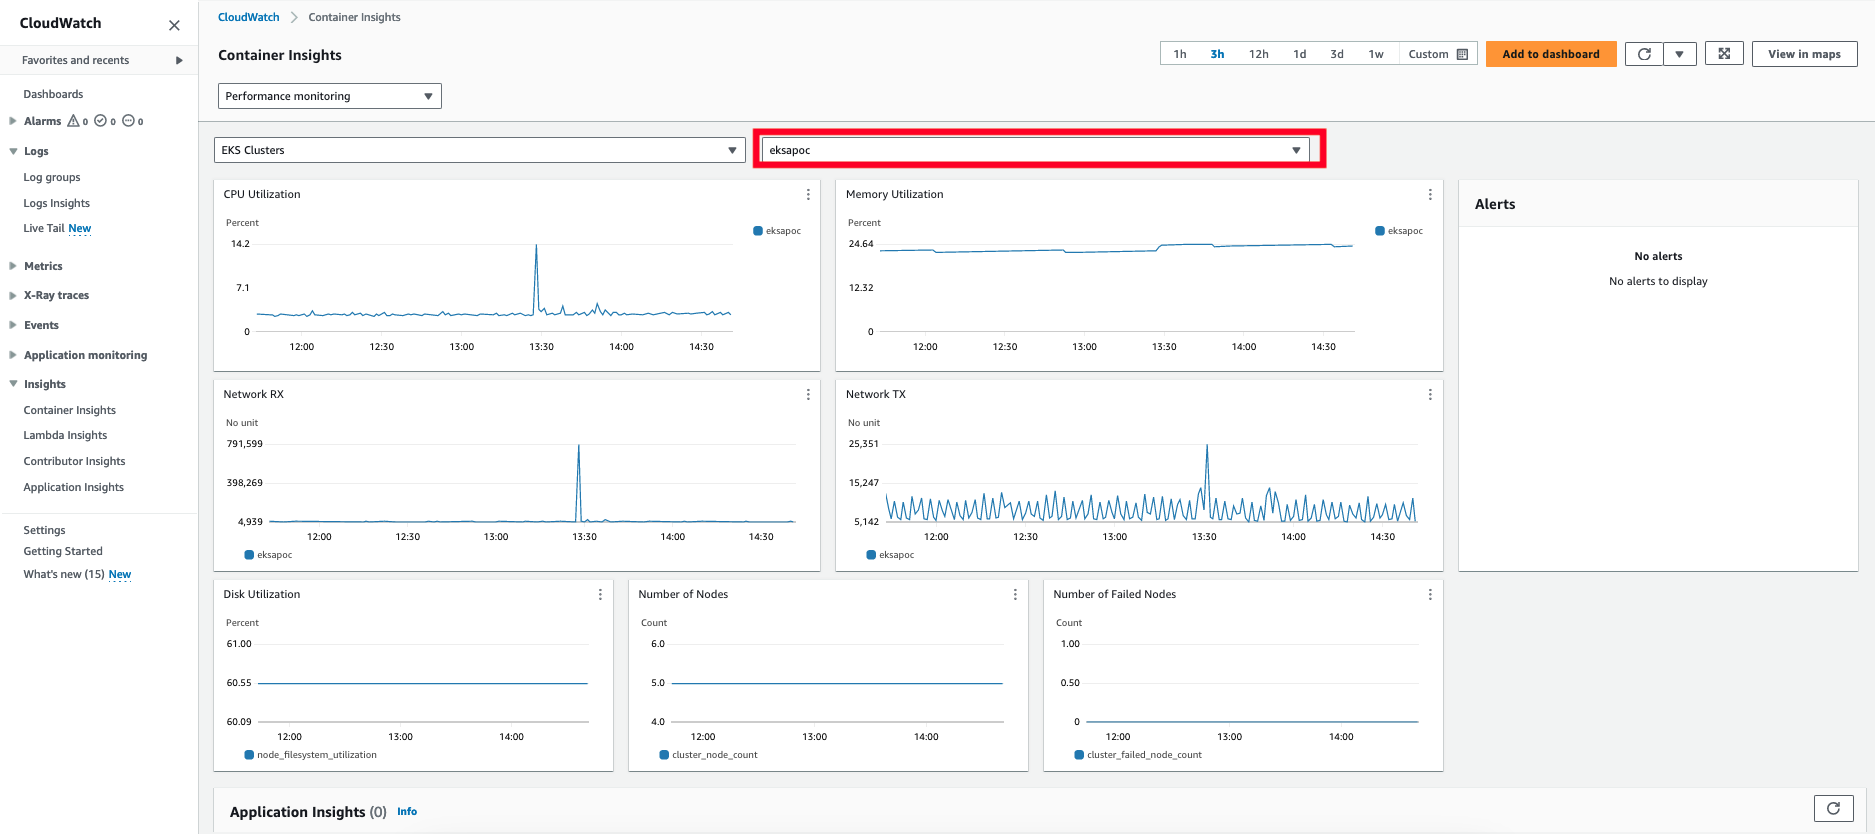 CloudWatch
Favorites and recents
Dashboards
Alarms 0 0 0
Logs
Log groups
Logs Insights
Live Tail New
Metrics
X-Ray traces
Events
Application monitoring
Insights
Container Insights
Lambda Insights
Contributor Insights
Application Insights
Settings
Getting Started
What's new (15) New
CloudWatch Container Insights
Container Insights
1h 3h 12h 1d 3d 1w Custom Add to dashboard View in maps
Performance monitoring
EKS Clusters eksapoc
CPU Utilization
Percent
eksapoc
14.2
7.1
0
12:00 12:30 13:00 13:30 14:00 14:30
Memory Utilization
Percent
eksapoc
24.64
12.32
0
12:00 12:30 13:00 13:30 14:00 14:30
Alerts
No alerts
No alerts to display
Network RX
No unit
791,599
398,269
4,939
12:00 12:30 13:00 13:30 14:00 14:30
eksapoc
Network TX
No unit
25,351
15,247
5,142
12:00 12:30 13:00 13:30 14:00 14:30
eksapoc
Disk Utilization
Percent
61.00
60.55
60.09
12:00 13:00 14:00
node_filesystem_utilization
Number of Nodes
Count
6.0
5.0
4.0
12:00 13:00 14:00
cluster_node_count
Number of Failed Nodes
Count
1.00
0.50
0
12:00 13:00 14:00
cluster_failed_node_count
Application Insights (0) Info